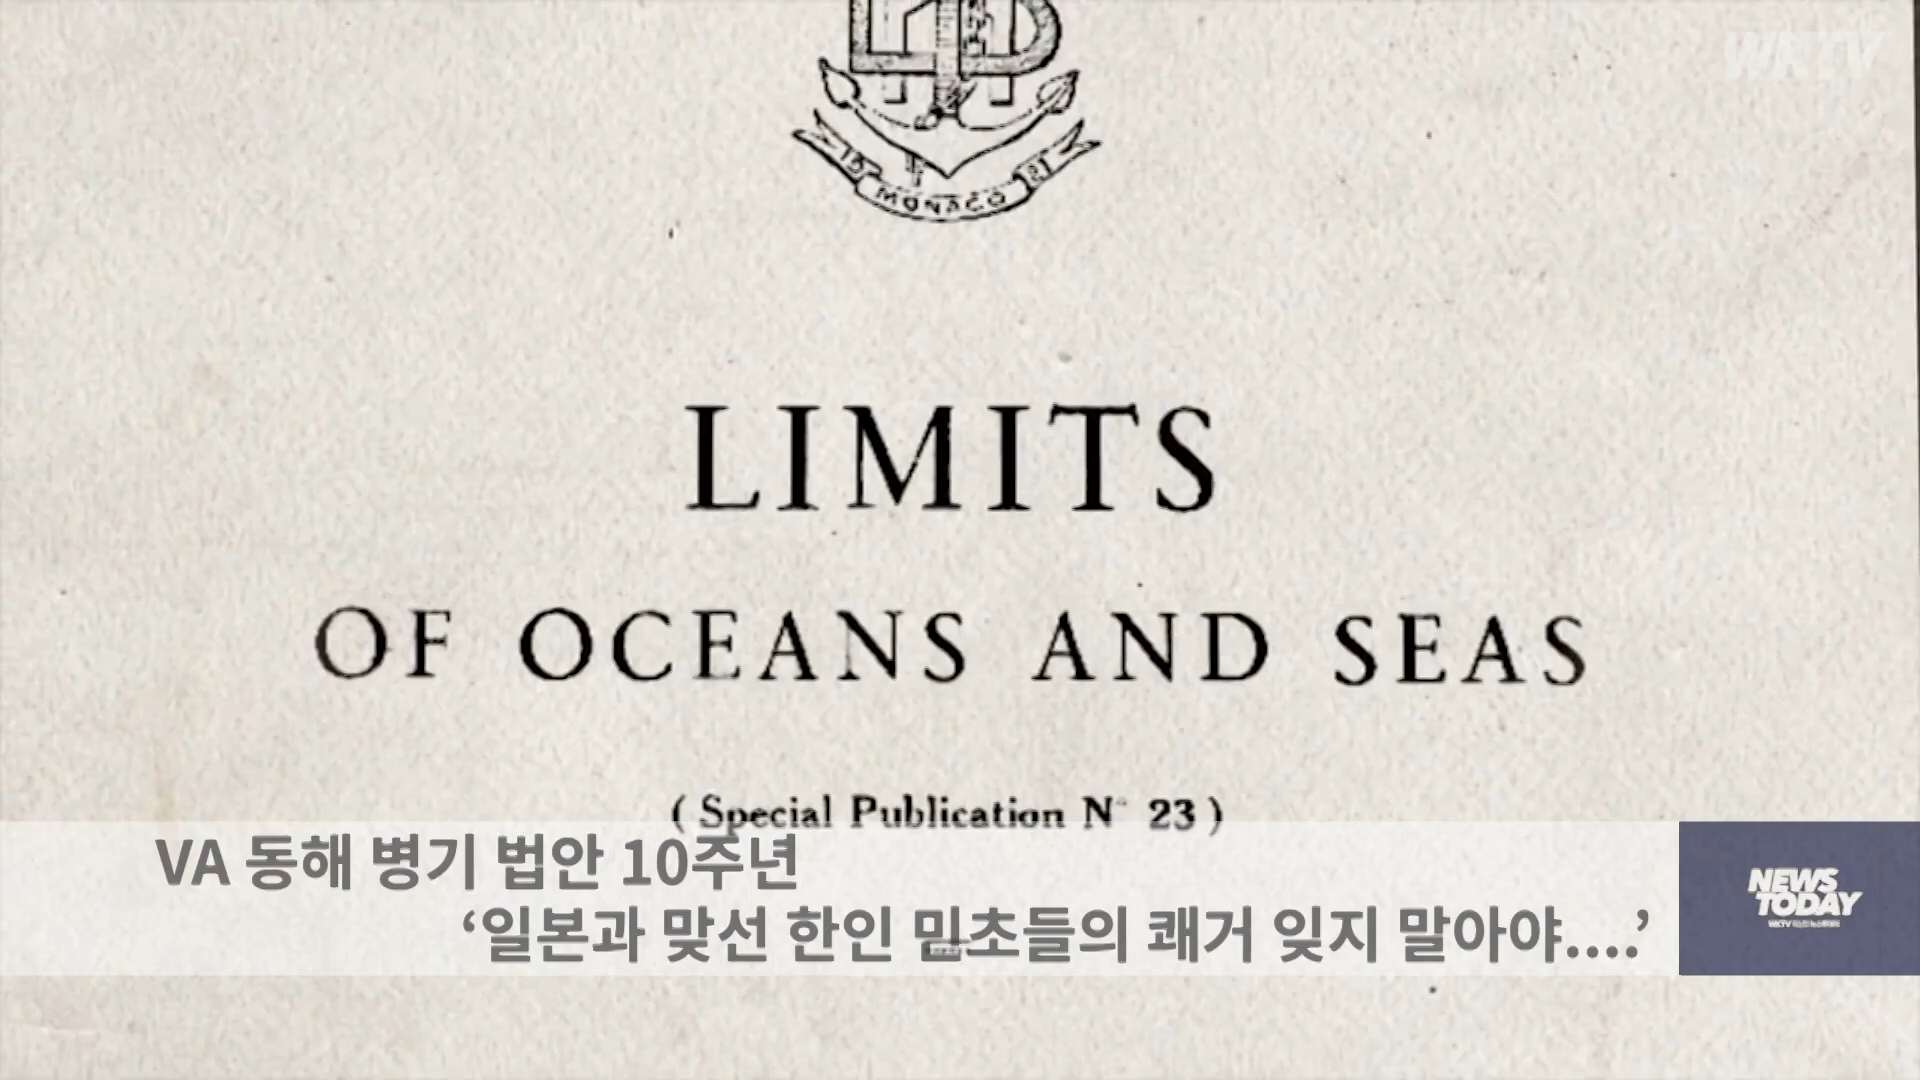 WKTV
MONACO
LIMITS
OF OCEANS AND SEAS
( Special Publication N° 23 )
VA 동해 병기 법안 10주년
‘일본과 맞선 한인 민초들의 쾌거 잊지 말아야....’
NEWS
TODAY